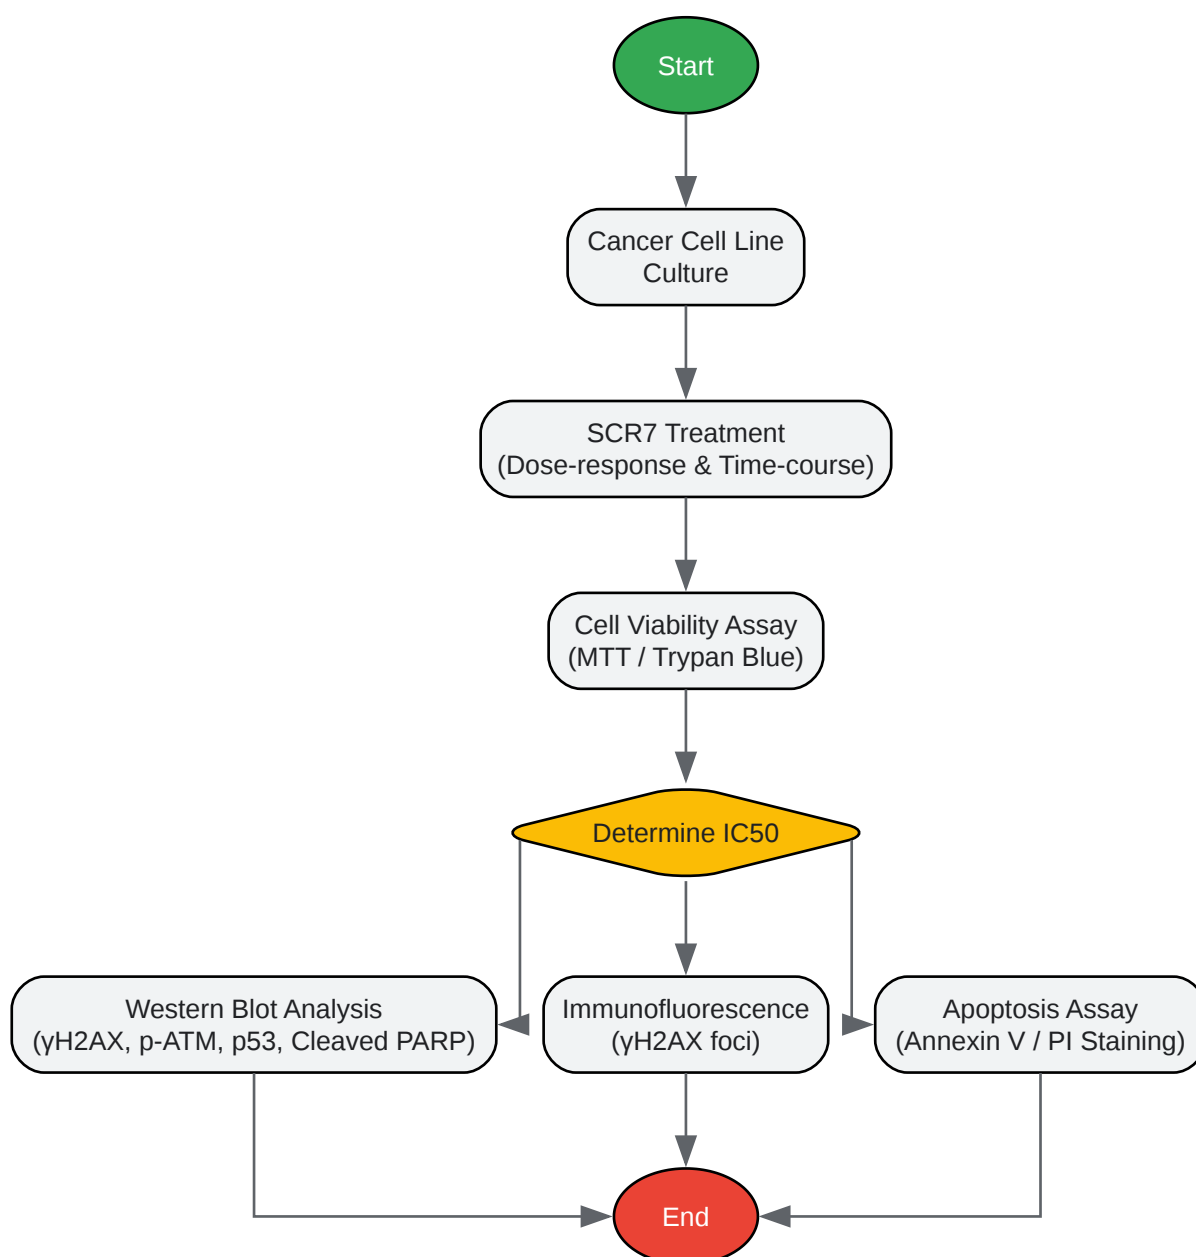 Start
Cancer Cell Line
Culture
SCR7 Treatment
(Dose-response & Time-course)
Cell Viability Assay
(MTT / Trypan Blue)
Determine IC50
Western Blot Analysis
(γH2AX, p-ATM, p53, Cleaved PARP)
Immunofluorescence
(γH2AX foci)
Apoptosis Assay
(Annexin V / PI Staining)
End